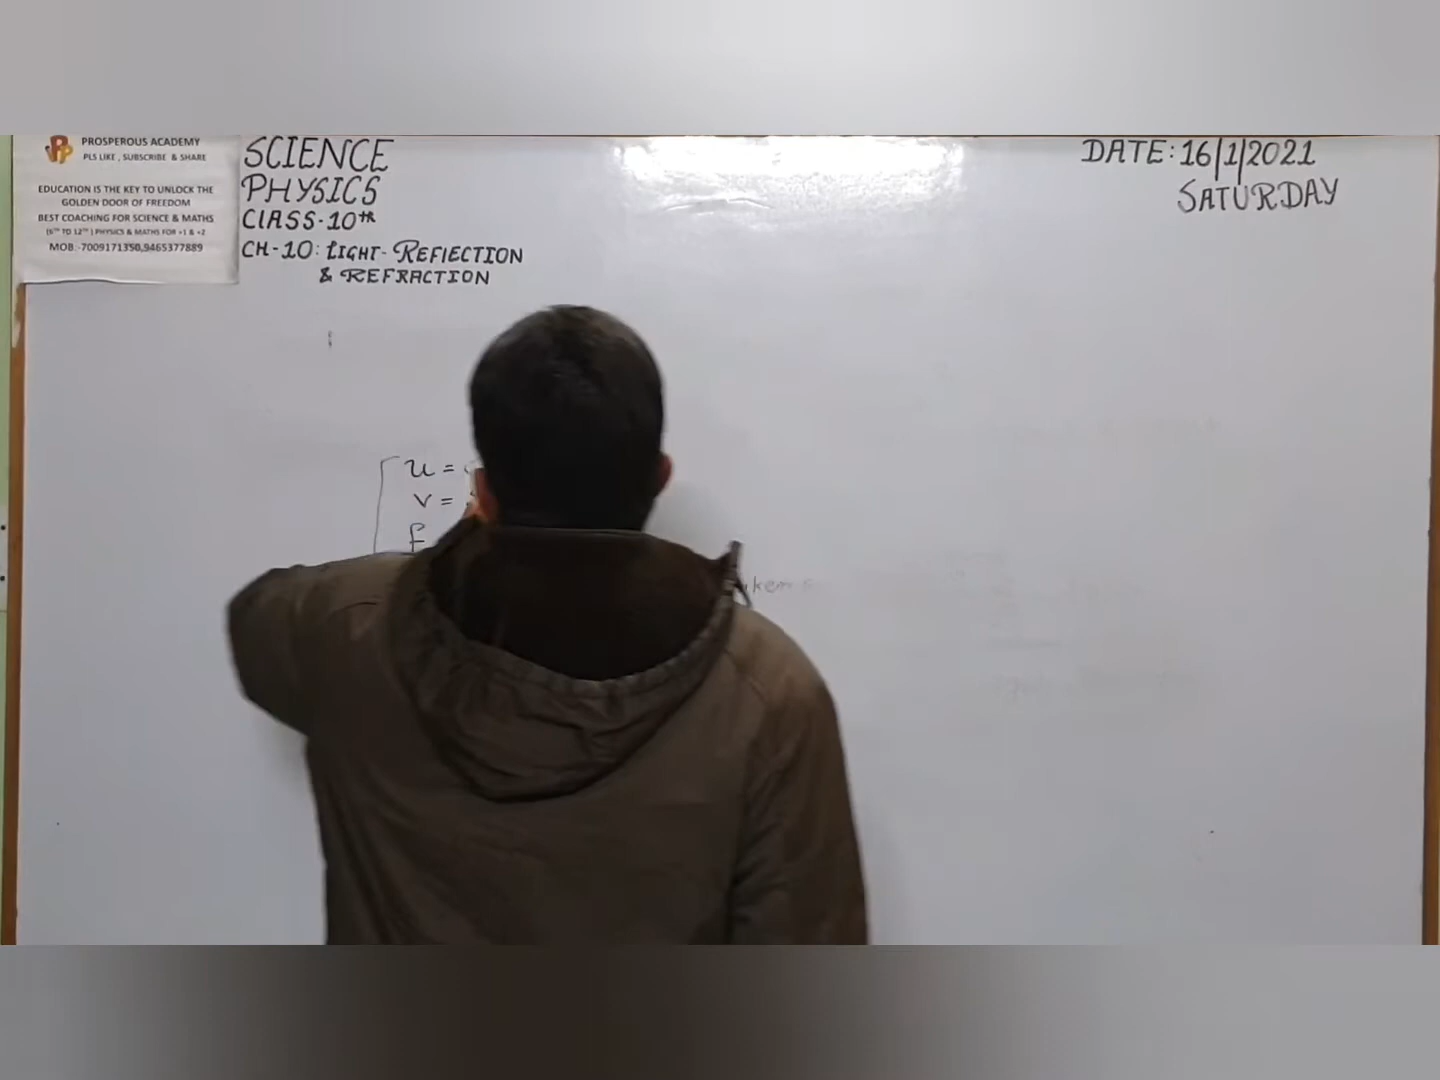 PROSPEROUS ACADEMY
PLS LIKE , SUBSCRIBE & SHARE
EDUCATION IS THE KEY TO UNLOCK THE
GOLDEN DOOR OF FREEDOM
BEST COACHING FOR SCIENCE & MATHS
(6TH TO 12TH ) PHYSICS & MATHS FOR +1 & +2
MOB -7009171350,9465377889
SCIENCE
PHYSICS
CLASS-10th
CH-10: LIGHT-REFLECTION
& REFRACTION
DATE:16/1/2021
SATURDAY
u =
v =
f